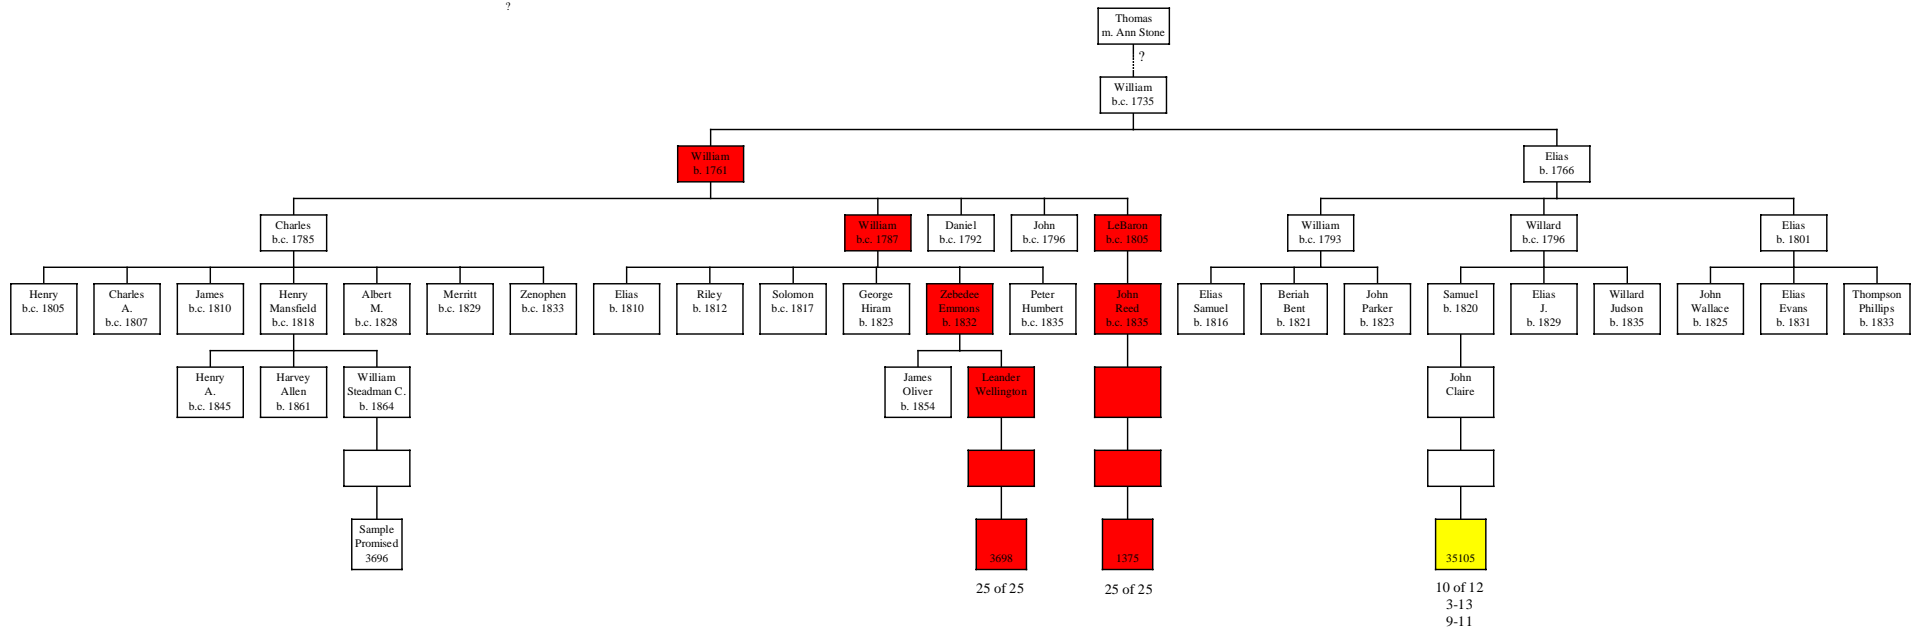 ?
Thomas
m. Ann Stone
?
William
b.c. 1735
William
b. 1761
Elias
b. 1766
Charles
b.c. 1785
William
b.c. 1787
Daniel
b.c. 1792
John
b.c. 1796
LeBaron
b.c. 1805
William
b.c. 1793
Willard
b.c. 1796
Elias
b. 1801
Henry
b.c. 1805
Charles
A.
b.c. 1807
James
b.c. 1810
Henry
Mansfield
b.c. 1818
Albert
M.
b.c. 1828
Merritt
b.c. 1829
Zenophen
b.c. 1833
Elias
b. 1810
Riley
b. 1812
Solomon
b.c. 1817
George
Hiram
b. 1823
Zebedee
Emmons
b. 1832
Peter
Humbert
b.c. 1835
John
Reed
b.c. 1835
Elias
Samuel
b. 1816
Beriah
Bent
b. 1821
John
Parker
b. 1823
Samuel
b. 1820
Elias
J.
b. 1829
Willard
Judson
b. 1835
John
Wallace
b. 1825
Elias
Evans
b. 1831
Thompson
Phillips
b. 1833
Henry
A.
b.c. 1845
Harvey
Allen
b. 1861
William
Steadman C.
b. 1864
James
Oliver
b. 1854
Leander
Wellington
John
Claire
Sample
Promised
3696
3698
1375
35105
25 of 25
25 of 25
10 of 12
3-13
9-11